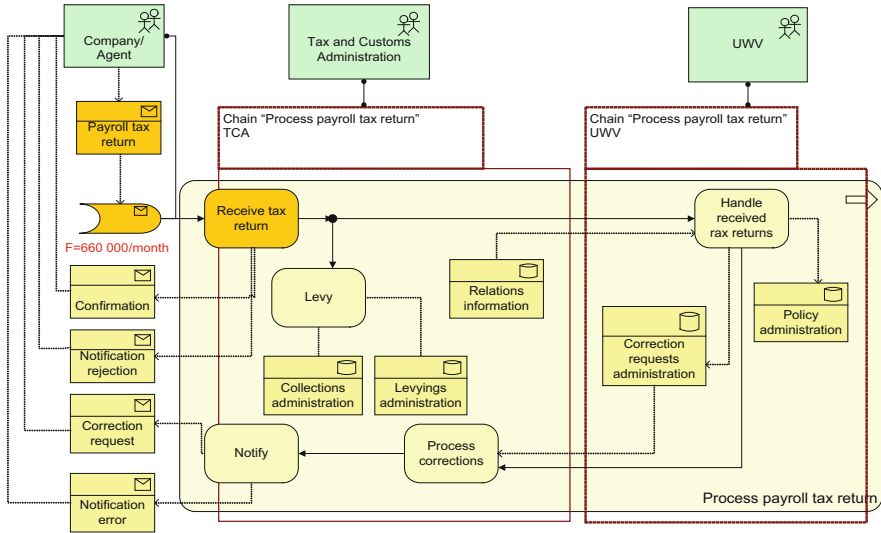 Company/
Agent
Tax and Customs
Administration
UWV
Payroll tax
return
Chain “Process payroll tax return”
TCA
Chain “Process payroll tax return”
UWV
Receive tax
return
Handle
received
rax returns
F=660 000/month
Confirmation
Levy
Relations
information
Policy
administration
Notification
rejection
Collections
administration
Levyings
administration
Correction
requests
administration
Correction
request
Notify
Process
corrections
Notification
error
Process payroll tax return